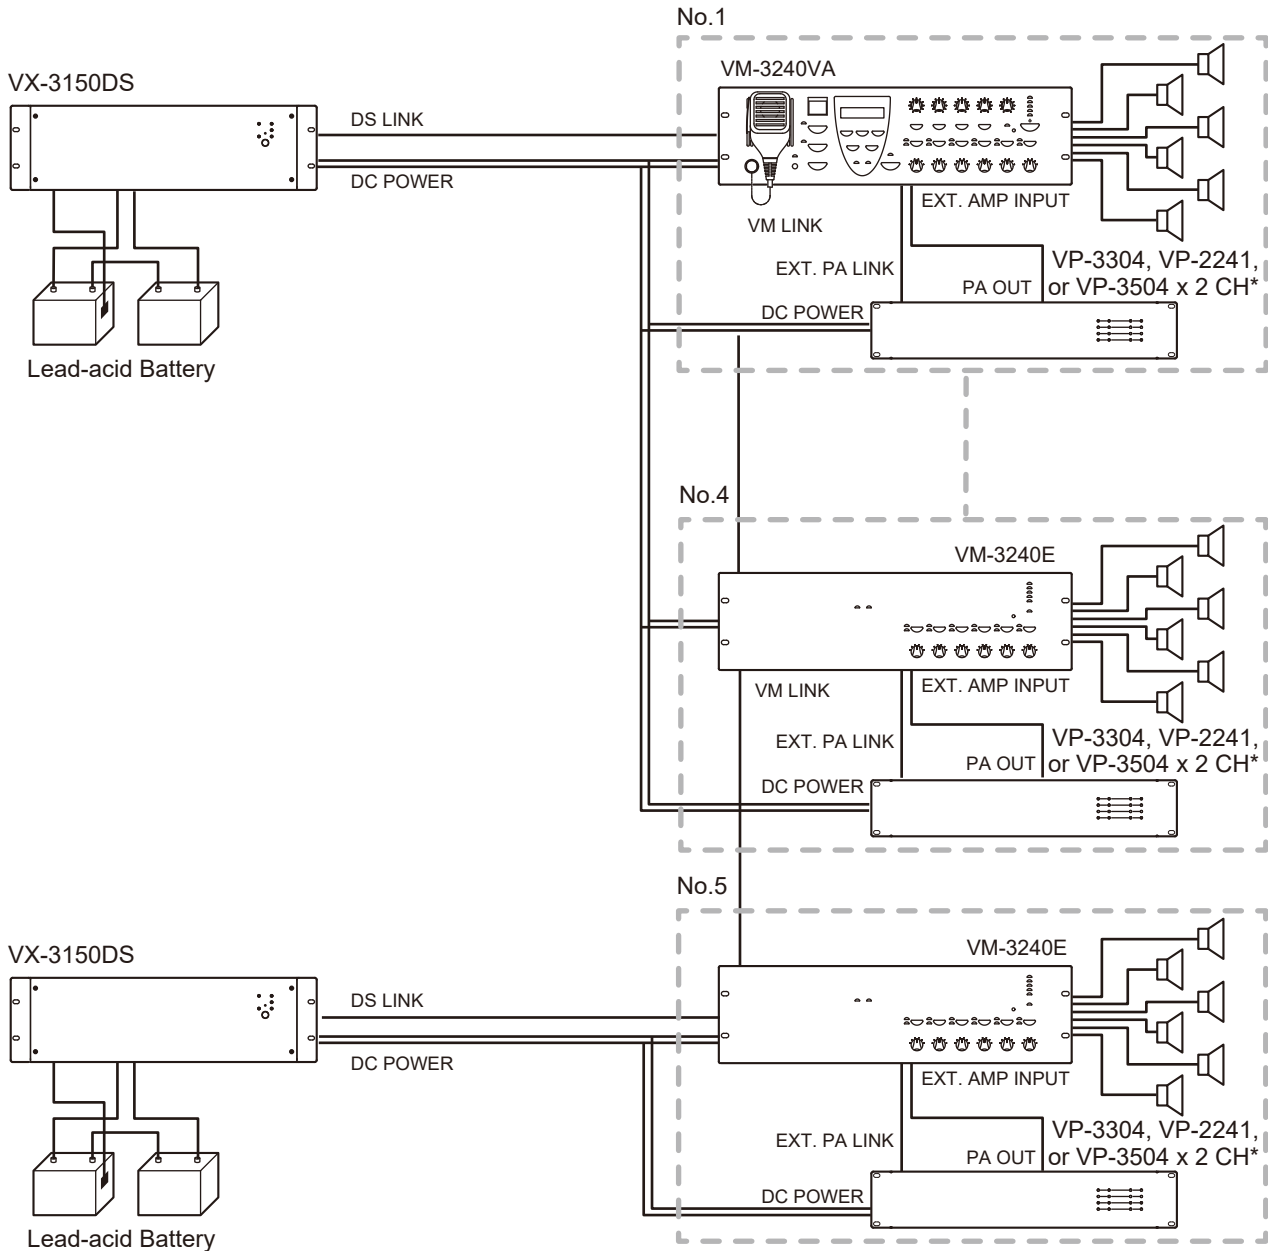 No.1
VX-3150DS
VM-3240VA
DS LINK
DC POWER
EXT. AMP INPUT
VM LINK
EXT. PA LINK
VP-3304, VP-2241,
PA OUT
or VP-3504 x 2 CH*
DC POWER
Lead-acid Battery
No.4
VM-3240E
VM LINK
EXT. AMP INPUT
EXT. PA LINK
VP-3304, VP-2241,
PA OUT
or VP-3504 x 2 CH*
DC POWER
No.5
VX-3150DS
VM-3240E
DS LINK
DC POWER
EXT. AMP INPUT
EXT. PA LINK
VP-3304, VP-2241,
PA OUT
or VP-3504 x 2 CH*
DC POWER
Lead-acid Battery